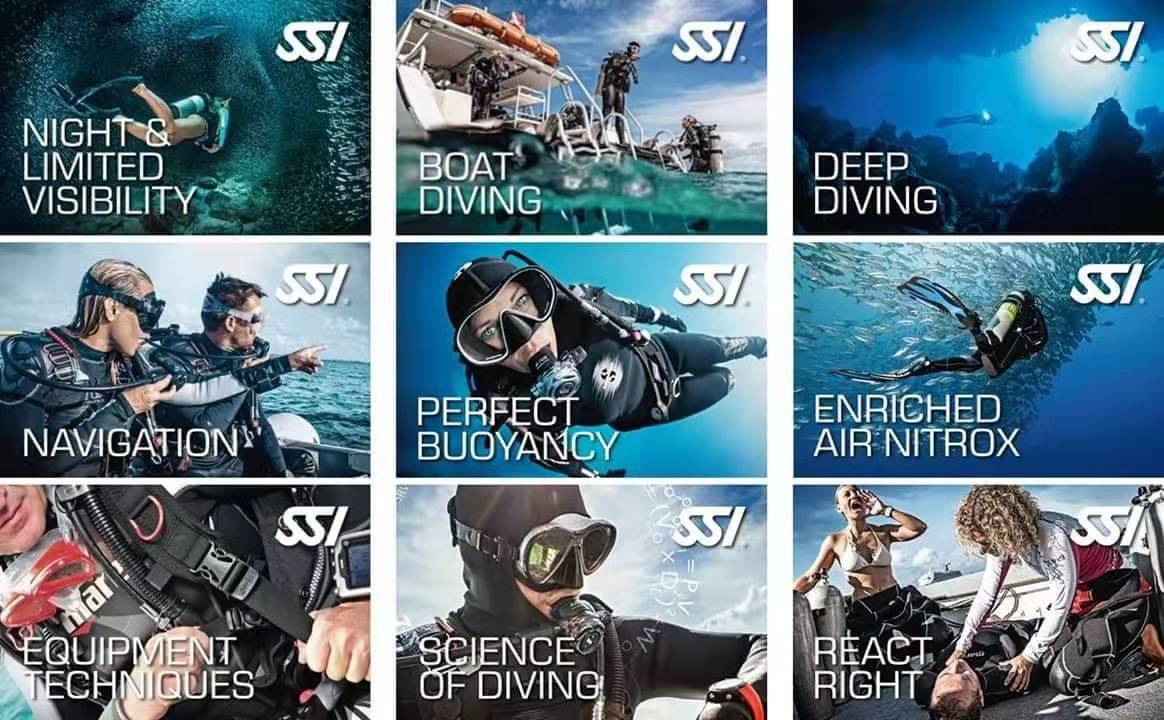 SSI
NIGHT &
LIMITED
VISIBILITY
SSI
BOAT
DIVING
SSI
DEEP
DIVING
SSI
NAVIGATION
SSI
PERFECT
BUOYANCY
SSI
ENRICHED
AIR NITROX
SSI
mar
EQUIPMENT
TECHNIQUES
SSI
SCIENCE
OF DIVING
SSI
REACT
RIGHT